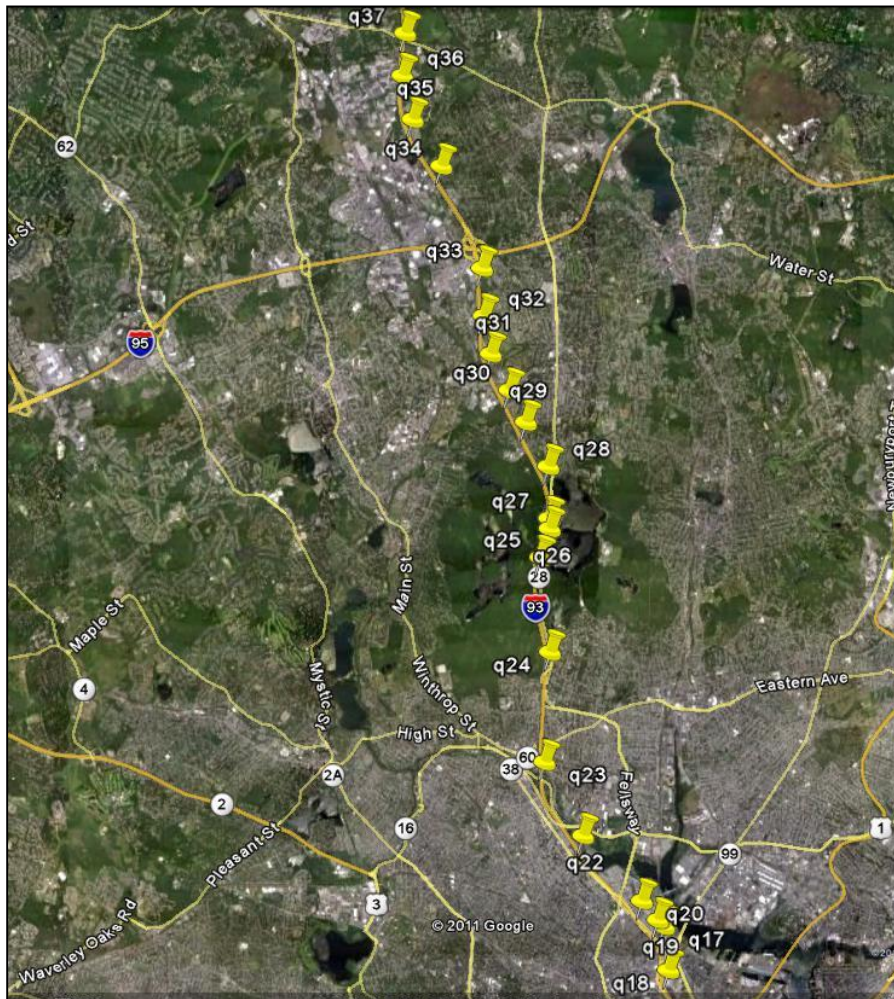 q37
q36
q35
q34
62
q33
Water St
q32
95
q31
q30
q29
q28
q27
q25
q26
28
93
Main St
Maple St
q24
Mystic St
Winthrop St
4
Eastern Ave
High St
60
38
2A
q23
Fellsway
2
16
1
Pleasant St
99
q22
3
© 2011 Google
q20
q17
q19
Waverley Oaks Rd
q18